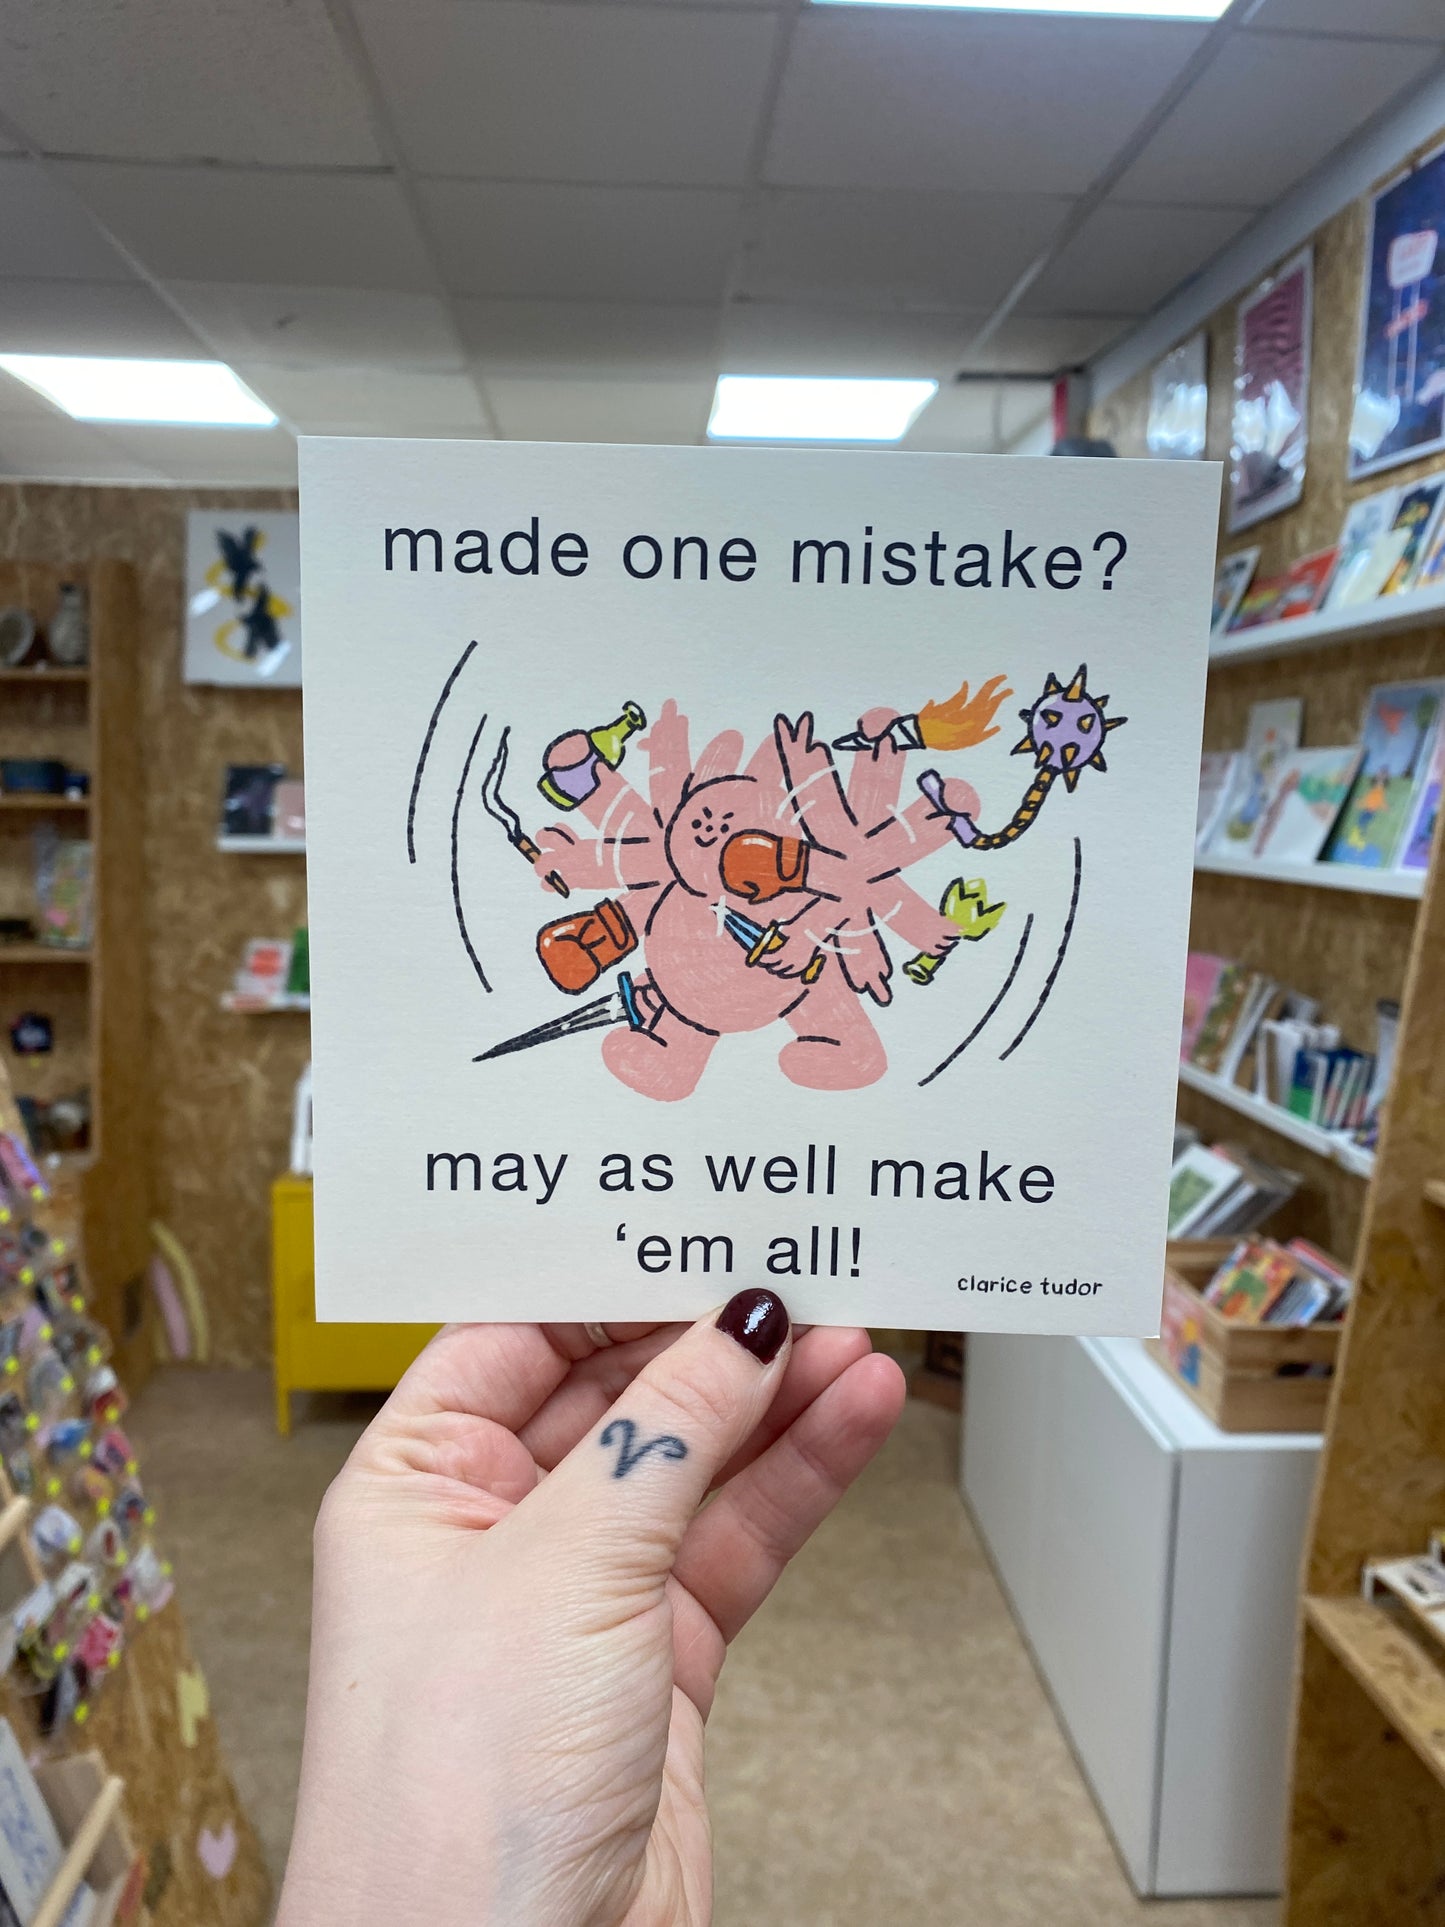 made one mistake?
may as well make
‘em all!
clarice tudor